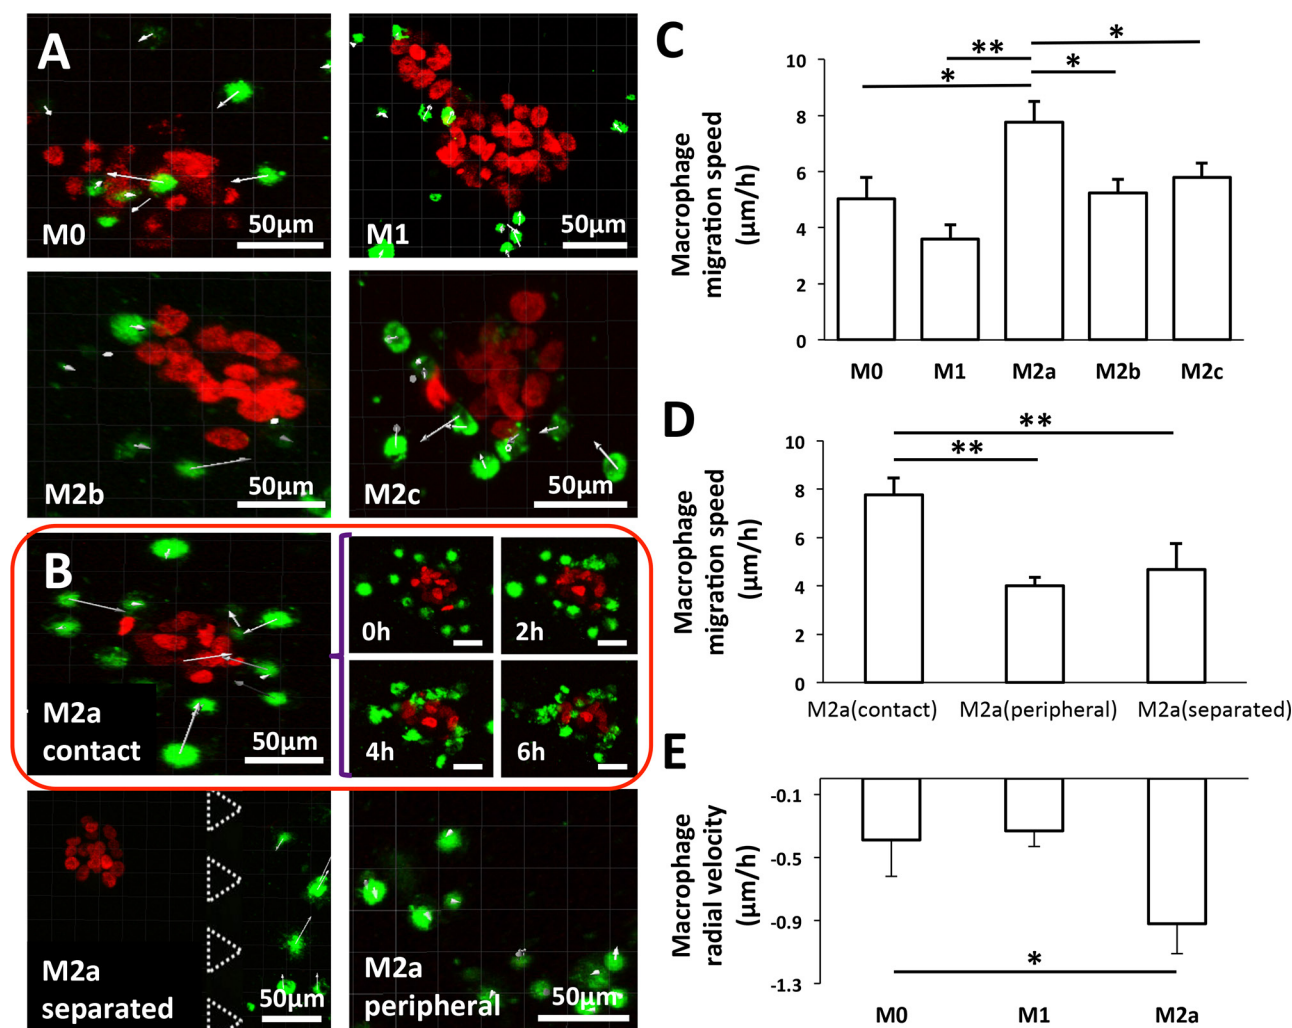 A
M0
50µm
M1
50µm
M2b
50µm
M2c
50µm
B
M2a
contact
50µm
0h
2h
4h
6h
M2a
separated
50µm
M2a
peripheral
50µm
C
Macrophage
migration speed
(µm/h)
10
8
6
4
2
0
*
**
*
*
M0 M1 M2a M2b M2c
D
Macrophage
migration speed
(µm/h)
10
8
6
4
2
0
**
**
M2a(contact) M2a(peripheral) M2a(separated)
E
Macrophage
radial velocity
(µm/h)
-0.1
-0.5
-0.9
-1.3
*
M0 M1 M2a